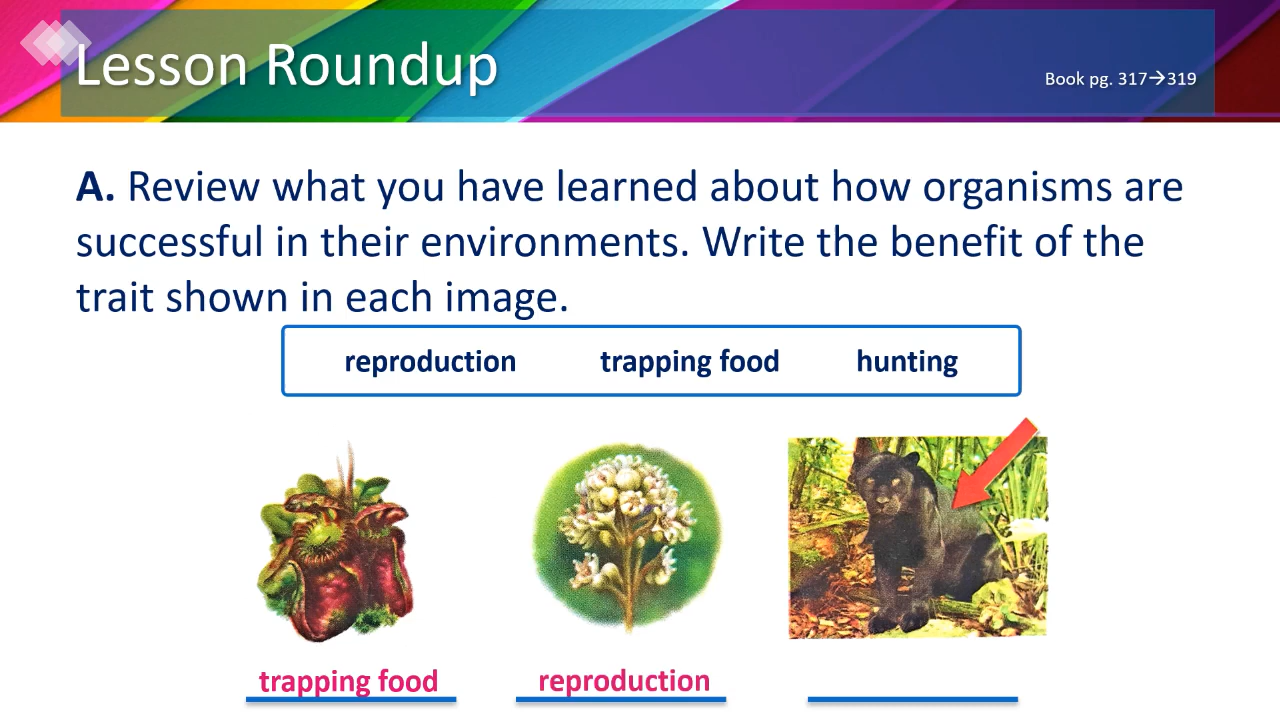 Lesson Roundup
Book pg. 317→319
A. Review what you have learned about how organisms are
successful in their environments. Write the benefit of the
trait shown in each image.
reproduction trapping food hunting
trapping food reproduction